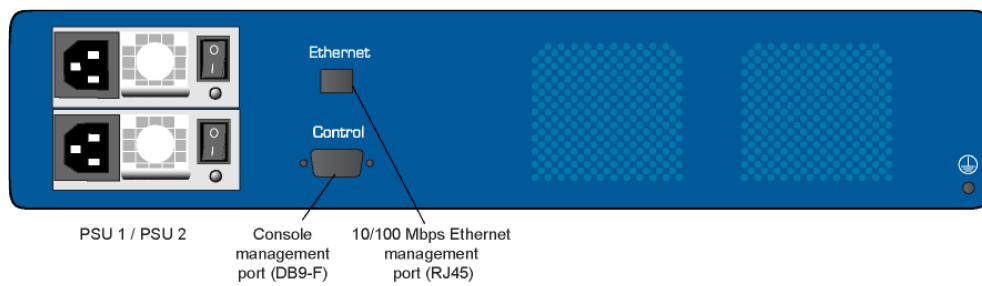 Ethernet
Control
PSU 1 / PSU 2
Console
management
port (DB9-F)
10/100 Mbps Ethernet
management
port (RJ45)